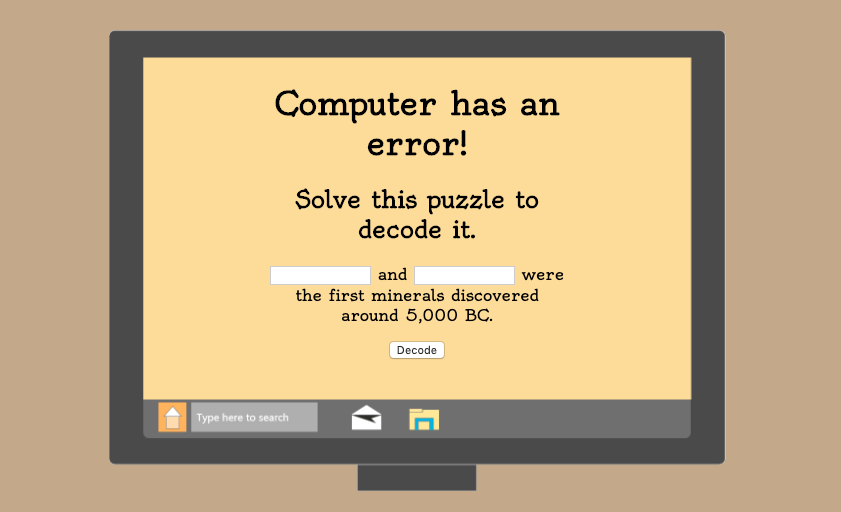 Computer has an
error!
Solve this puzzle to
decode it.
and were
the first minerals discovered
around 5,000 BC.
Decode
Type here to search